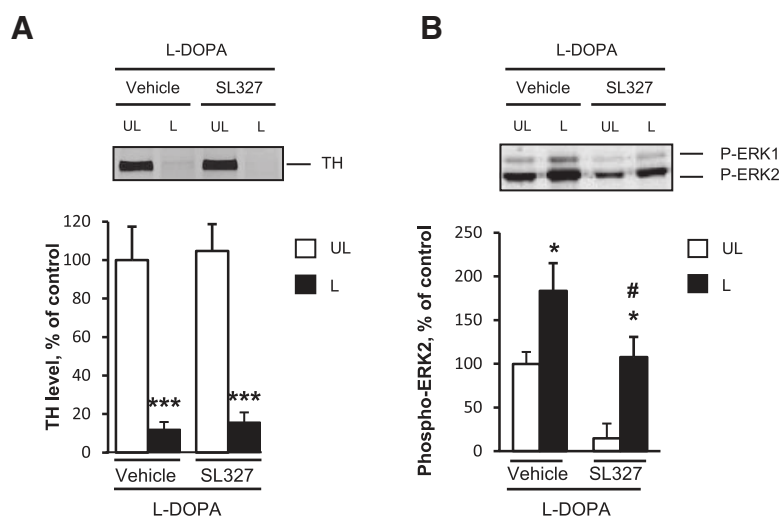 A
L-DOPA
Vehicle SL327
UL L UL L
TH
TH level, % of control
120
100
80
60
40
20
0
*** ***
UL
L
Vehicle SL327
L-DOPA
B
L-DOPA
Vehicle SL327
UL L UL L
P-ERK1
P-ERK2
Phospho-ERK2, % of control
250
200
150
100
50
0
*
#
*
UL
L
Vehicle SL327
L-DOPA